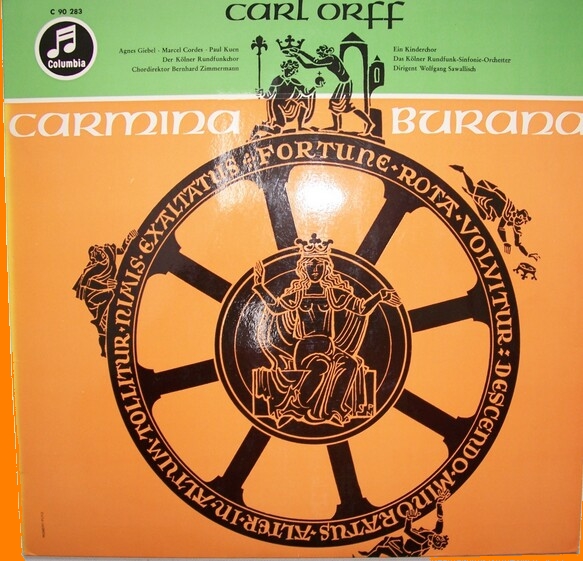 C 90 283
Columbia
CARL ORFF
Agnes Giebel - Marcel Cordes - Paul Kuen
Der Kölner Rundfunkchor
Chordirektor Bernhard Zimmermann
Ein Kinderchor
Das Kölner Rundfunk-Sinfonie-Orchester
Dirigent Wolfgang Sawallisch
CARMINA BURANA
FORTUNE · ROTA · VOLVITUR : DESCENDO · MINORATUS · ALTER · IN · ALTUM · TOLLITUR · NIMIS · EXALTATUS :